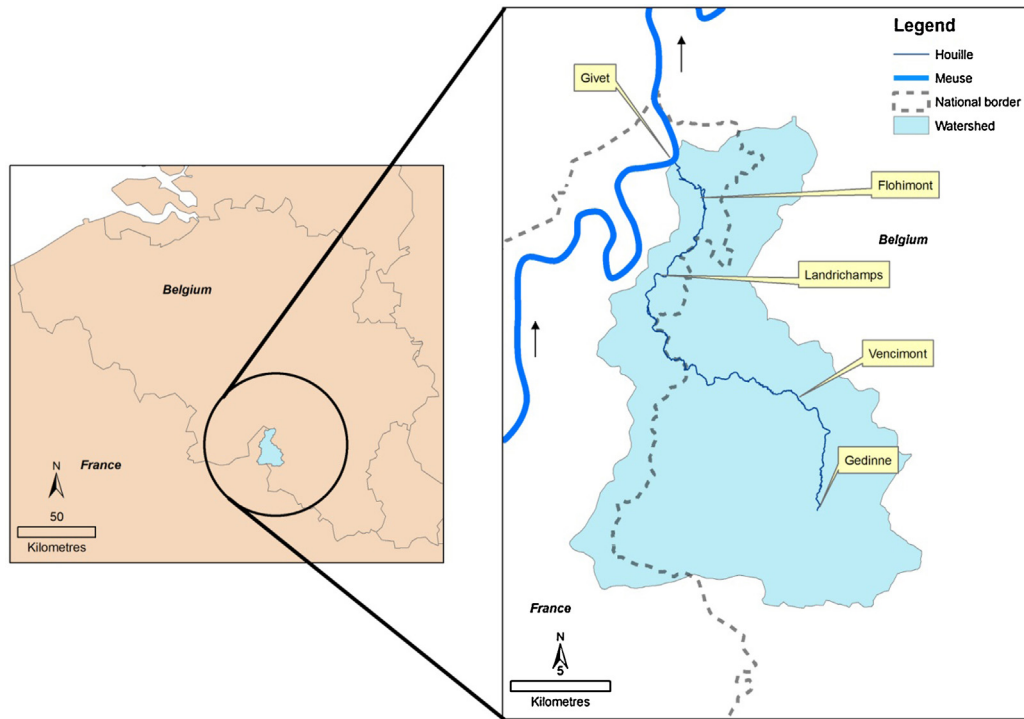 Belgium
France
N
50
Kilometres
Legend
Houille
Meuse
National border
Watershed
Givet
Flohimont
Belgium
Landrichamps
Vencimont
Gedinne
France
N
5
Kilometres